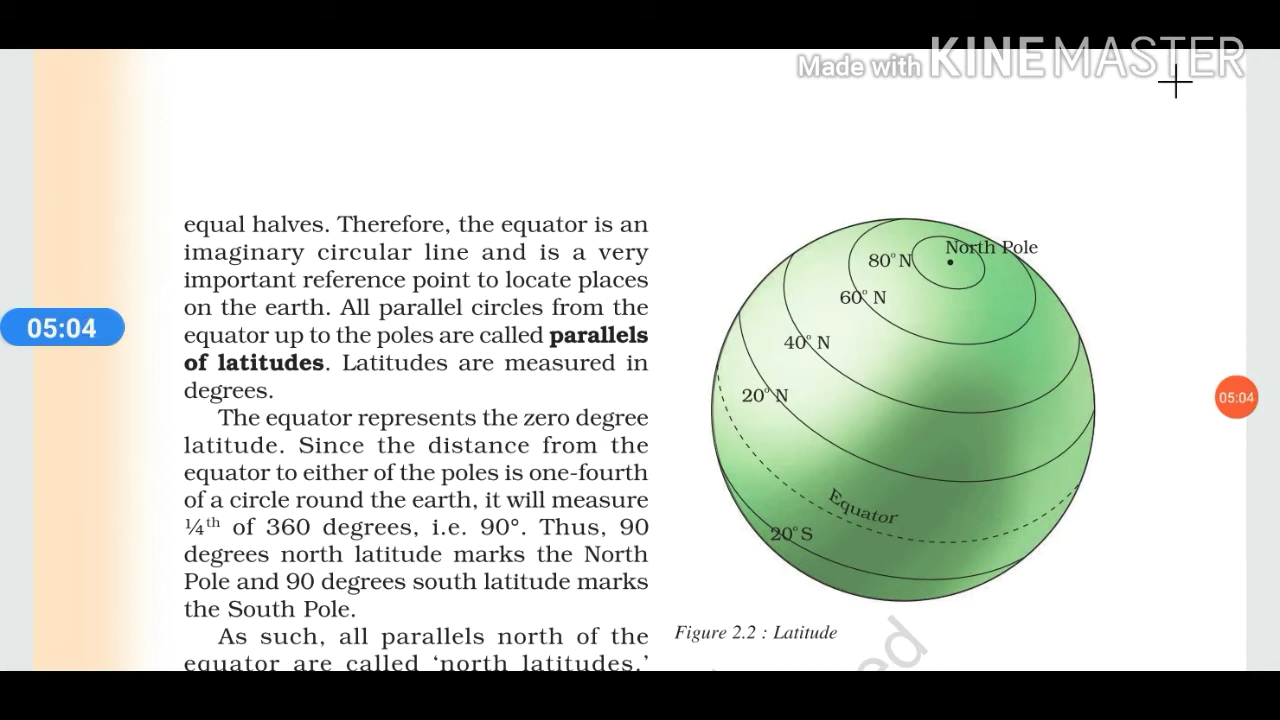 Made with KINEMASTER
equal halves. Therefore, the equator is an
imaginary circular line and is a very
important reference point to locate places
on the earth. All parallel circles from the
equator up to the poles are called parallels
of latitudes. Latitudes are measured in
degrees.
The equator represents the zero degree
latitude. Since the distance from the
equator to either of the poles is one-fourth
of a circle round the earth, it will measure
¼th of 360 degrees, i.e. 90°. Thus, 90
degrees north latitude marks the North
Pole and 90 degrees south latitude marks
the South Pole.
As such, all parallels north of the
equator are called ‘north latitudes.’
North Pole
80° N
60° N
40° N
20° N
Equator
20° S
Figure 2.2 : Latitude
05:04
05:04